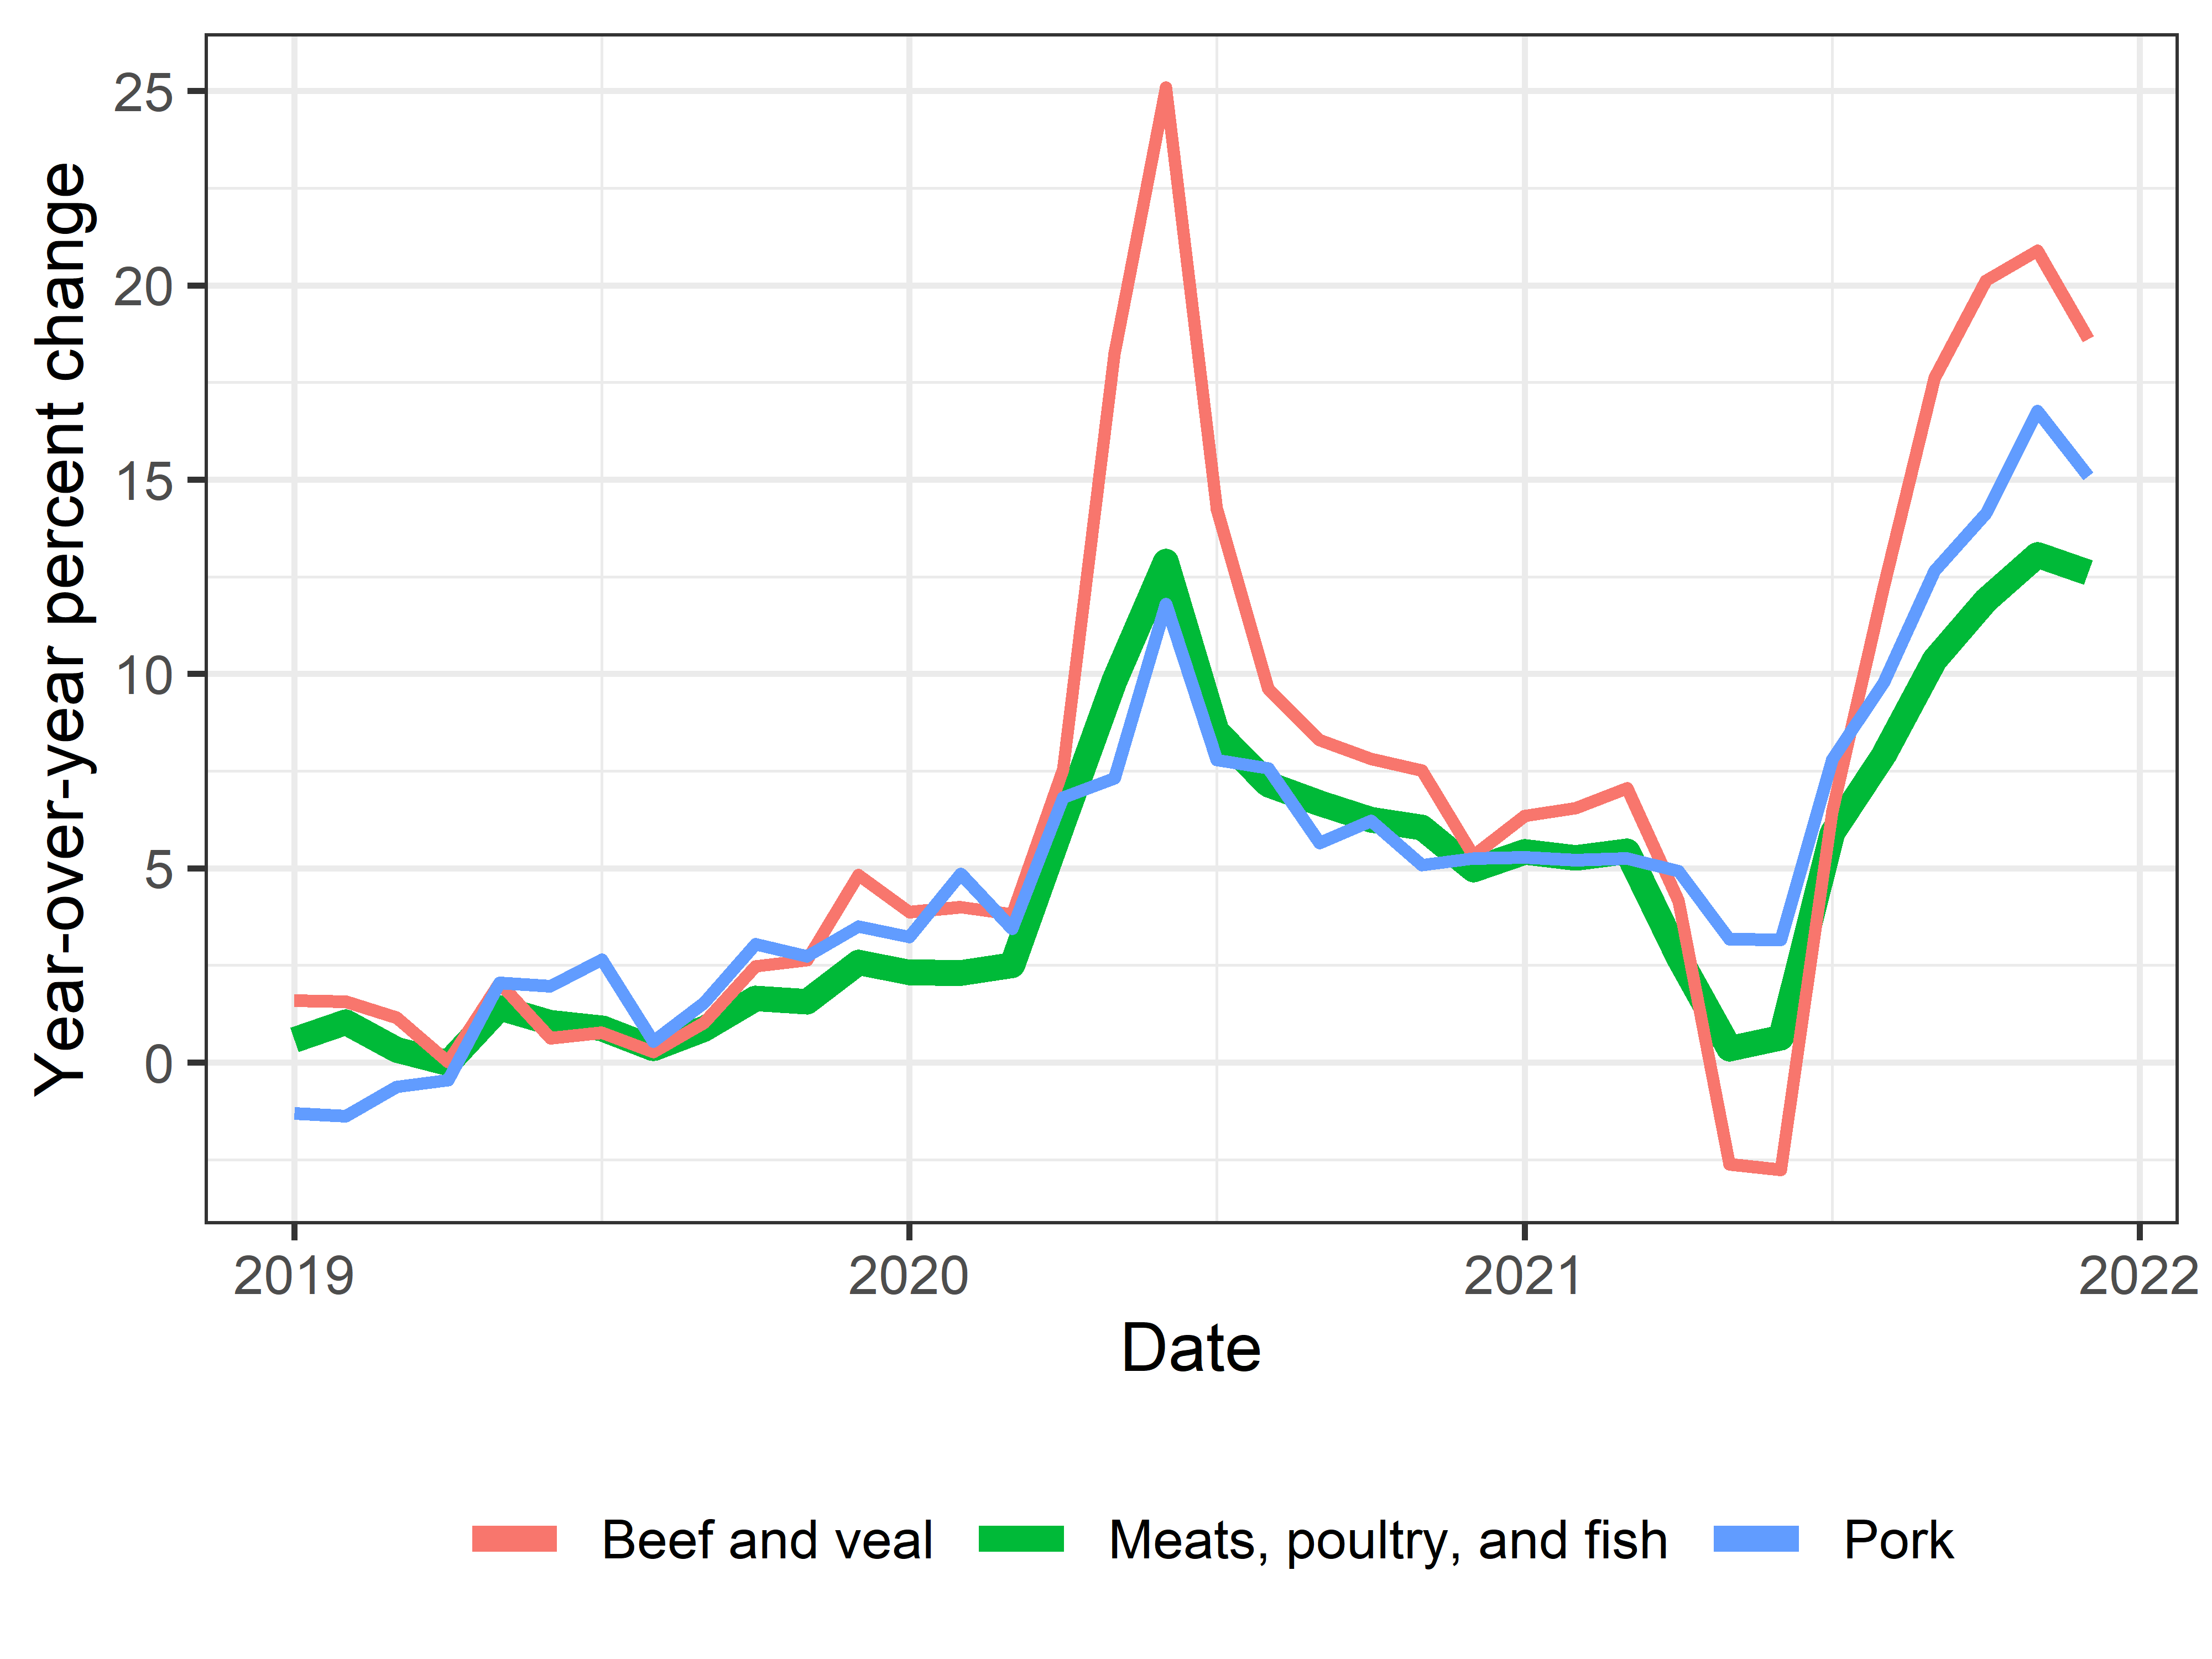 Year-over-year percent change
25
20
15
10
5
0
2019 2020 2021 2022
Date
Beef and veal Meats, poultry, and fish Pork